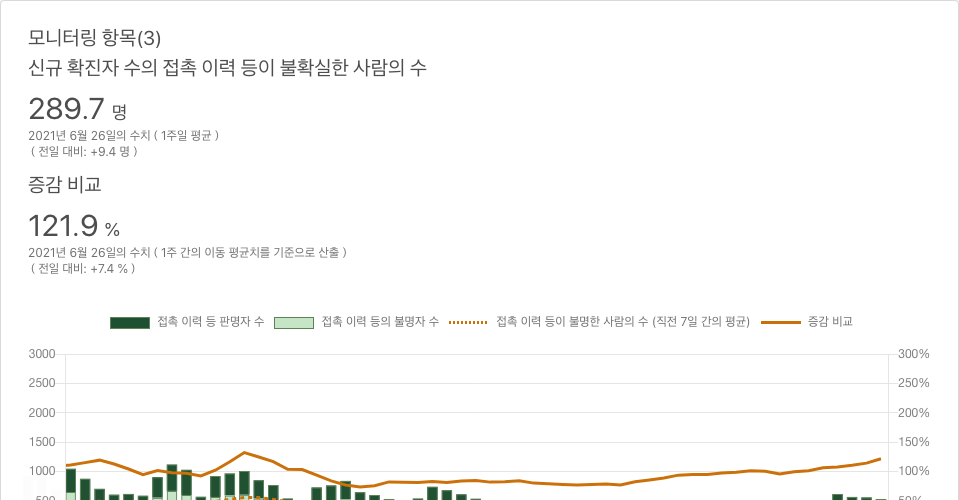 모니터링 항목(3)
신규 확진자 수의 접촉 이력 등이 불확실한 사람의 수
289.7 명
2021년 6월 26일의 수치 ( 1주일 평균 )
( 전일 대비: +9.4 명 )
증감 비교
121.9 %
2021년 6월 26일의 수치 ( 1주 간의 이동 평균치를 기준으로 산출 )
( 전일 대비: +7.4 % )
접촉 이력 등 판명자 수 접촉 이력 등의 불명자 수 접촉 이력 등이 불명한 사람의 수 (직전 7일 간의 평균) 증감 비교
3000 300%
2500 250%
2000 200%
1500 150%
1000 100%
500 50%